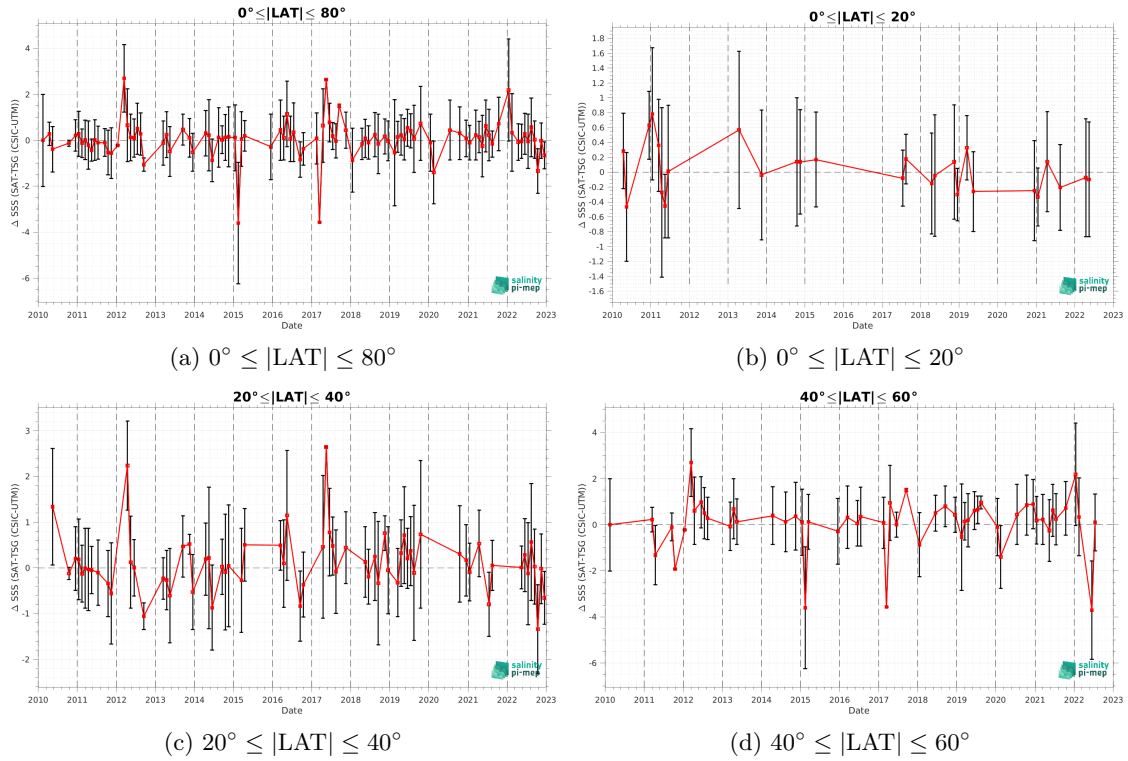 0°≤|LAT|≤ 80°
Δ SSS (SAT-TSG (CSIC-UTM))
4
2
0
-2
-4
-6
2010 2011 2012 2013 2014 2015 2016 2017 2018 2019 2020 2021 2022 2023
Date
salinity
pi-mep
(a) 0° ≤ |LAT| ≤ 80°
0°≤|LAT|≤ 20°
Δ SSS (SAT-TSG (CSIC-UTM))
1.8
1.6
1.4
1.2
1
0.8
0.6
0.4
0.2
0
-0.2
-0.4
-0.6
-0.8
-1
-1.2
-1.4
-1.6
2010 2011 2012 2013 2014 2015 2016 2017 2018 2019 2020 2021 2022 2023
Date
salinity
pi-mep
(b) 0° ≤ |LAT| ≤ 20°
20°≤|LAT|≤ 40°
Δ SSS (SAT-TSG (CSIC-UTM))
3
2
1
0
-1
-2
2010 2011 2012 2013 2014 2015 2016 2017 2018 2019 2020 2021 2022 2023
Date
salinity
pi-mep
(c) 20° ≤ |LAT| ≤ 40°
40°≤|LAT|≤ 60°
Δ SSS (SAT-TSG (CSIC-UTM))
4
2
0
-2
-4
-6
2010 2011 2012 2013 2014 2015 2016 2017 2018 2019 2020 2021 2022 2023
Date
salinity
pi-mep
(d) 40° ≤ |LAT| ≤ 60°